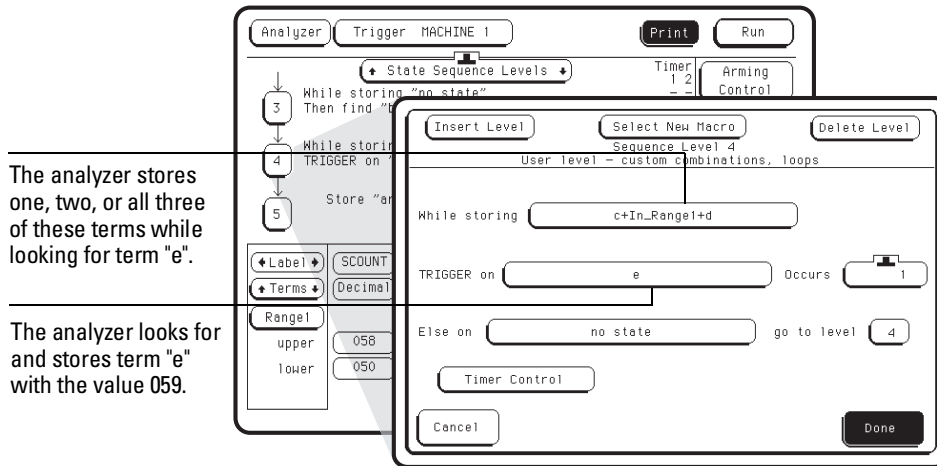 Analyzer Trigger MACHINE 1 Print Run
State Sequence Levels
Timer
1 2
- -
Arming
Control
3
While storing "no state"
Then find "b
4
While storin
TRIGGER on "
5
Store "an
Label SCOUNT
Terms Decimal
Range1
upper 058
lower 050
Insert Level Select New Macro Delete Level
Sequence Level 4
User level – custom combinations, loops
While storing c+In_Range1+d
TRIGGER on e Occurs 1
Else on no state go to level 4
Timer Control
Cancel Done
The analyzer stores
one, two, or all three
of these terms while
looking for term "e".
The analyzer looks for
and stores term "e"
with the value 059.